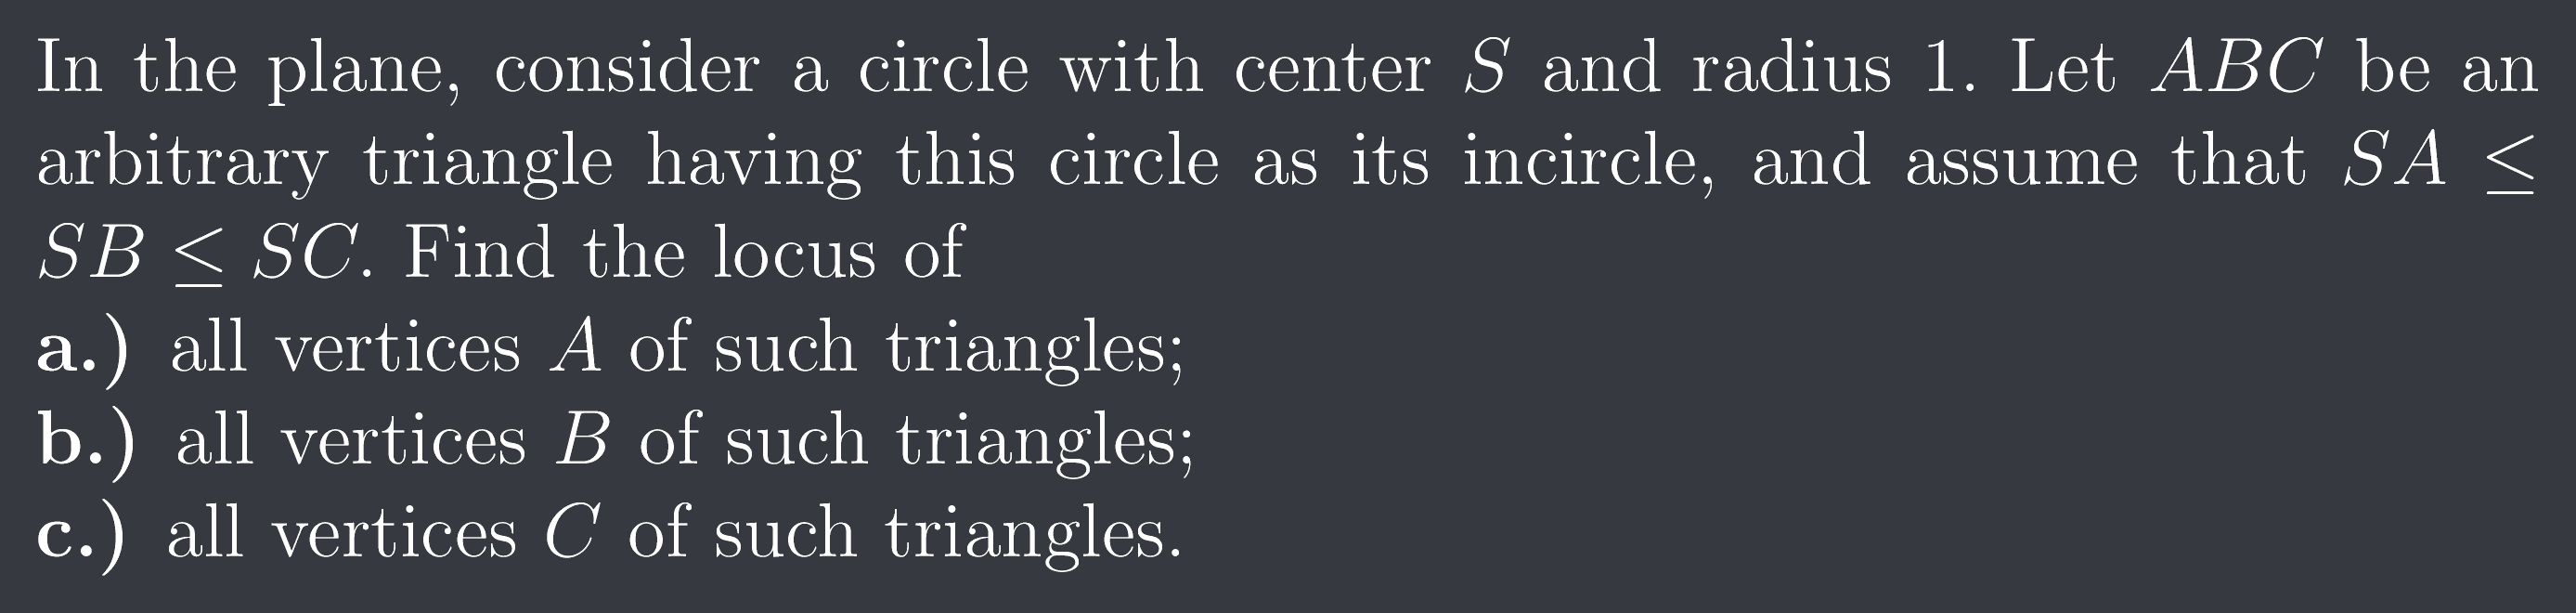 In the plane, consider a circle with center S and radius 1. Let ABC be an
arbitrary triangle having this circle as its incircle, and assume that SA ≤
SB ≤ SC. Find the locus of
a.) all vertices A of such triangles;
b.) all vertices B of such triangles;
c.) all vertices C of such triangles.